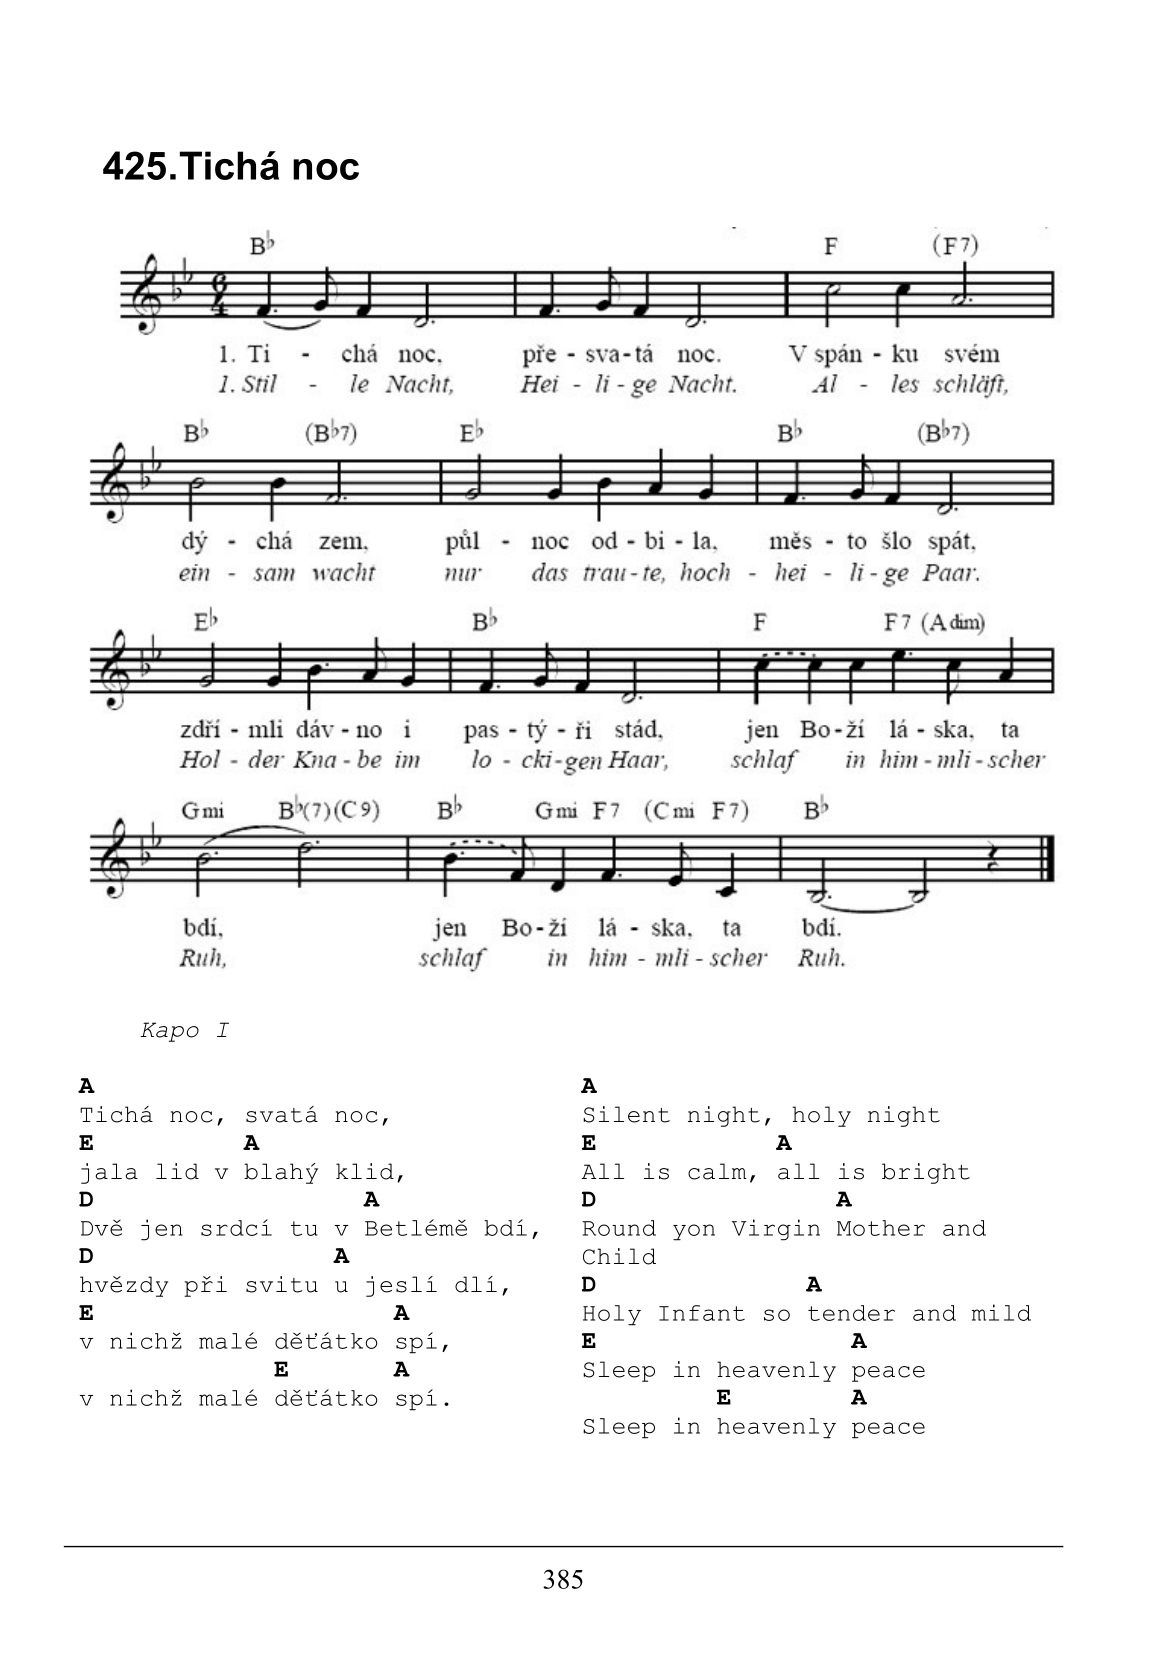 425.Tichá noc
B♭ F (F7)
1. Ti - chá noc, pře - sva - tá noc. V spán - ku svém
1. Stil - le Nacht, Hei - li - ge Nacht. Al - les schläft,
B♭ (B♭7) E♭ B♭ (B♭7)
dý - chá zem, půl - noc od - bi - la, měs - to šlo spát,
ein - sam wacht nur das trau - te, hoch - hei - li - ge Paar.
E♭ B♭ F F7 (A dim)
zdří - mli dáv - no i pas - tý - ři stád, jen Bo - ží lá - ska, ta
Hol - der Kna - be im lo - cki - gen Haar, schlaf in him - mli - scher
Gmi B♭(7) (C9) B♭ Gmi F7 (Cmi F7) B♭
bdí, jen Bo - ží lá - ska, ta bdí.
Ruh, schlaf in him - mli - scher Ruh.
Kapo I
A
Tichá noc, svatá noc,
E A
jala lid v blahý klid,
D A
Dvě jen srdcí tu v Betlémě bdí,
D A
hvězdy při svitu u jeslí dlí,
E A
v nichž malé děťátko spí,
E A
v nichž malé děťátko spí.
A
Silent night, holy night
E A
All is calm, all is bright
D A
Round yon Virgin Mother and
Child
D A
Holy Infant so tender and mild
E A
Sleep in heavenly peace
E A
Sleep in heavenly peace
385